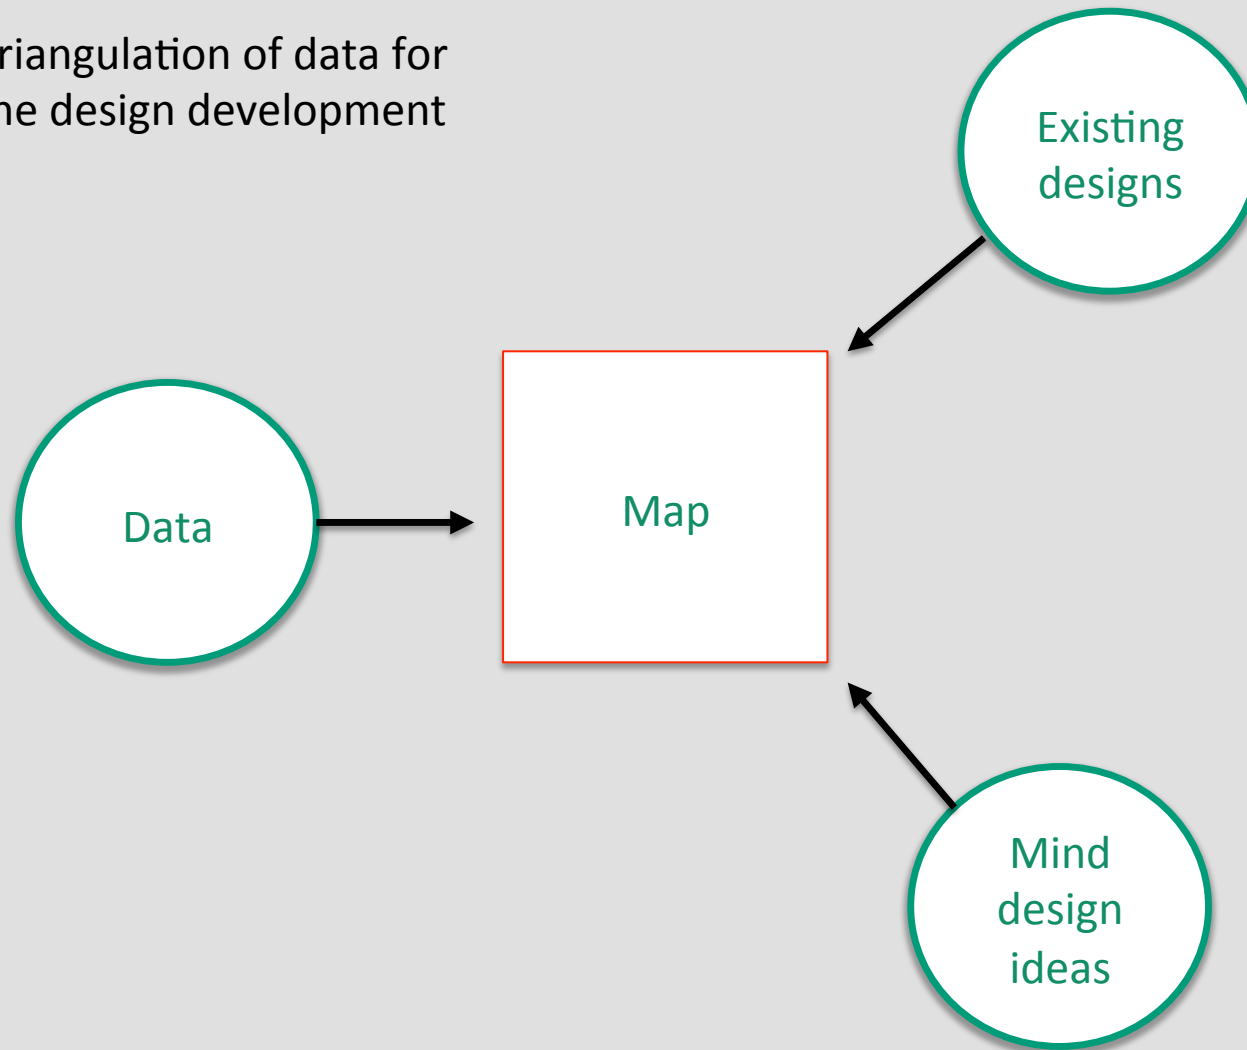 riangulation of data for
ne design development
Existing
designs
Data
Map
Mind
design
ideas